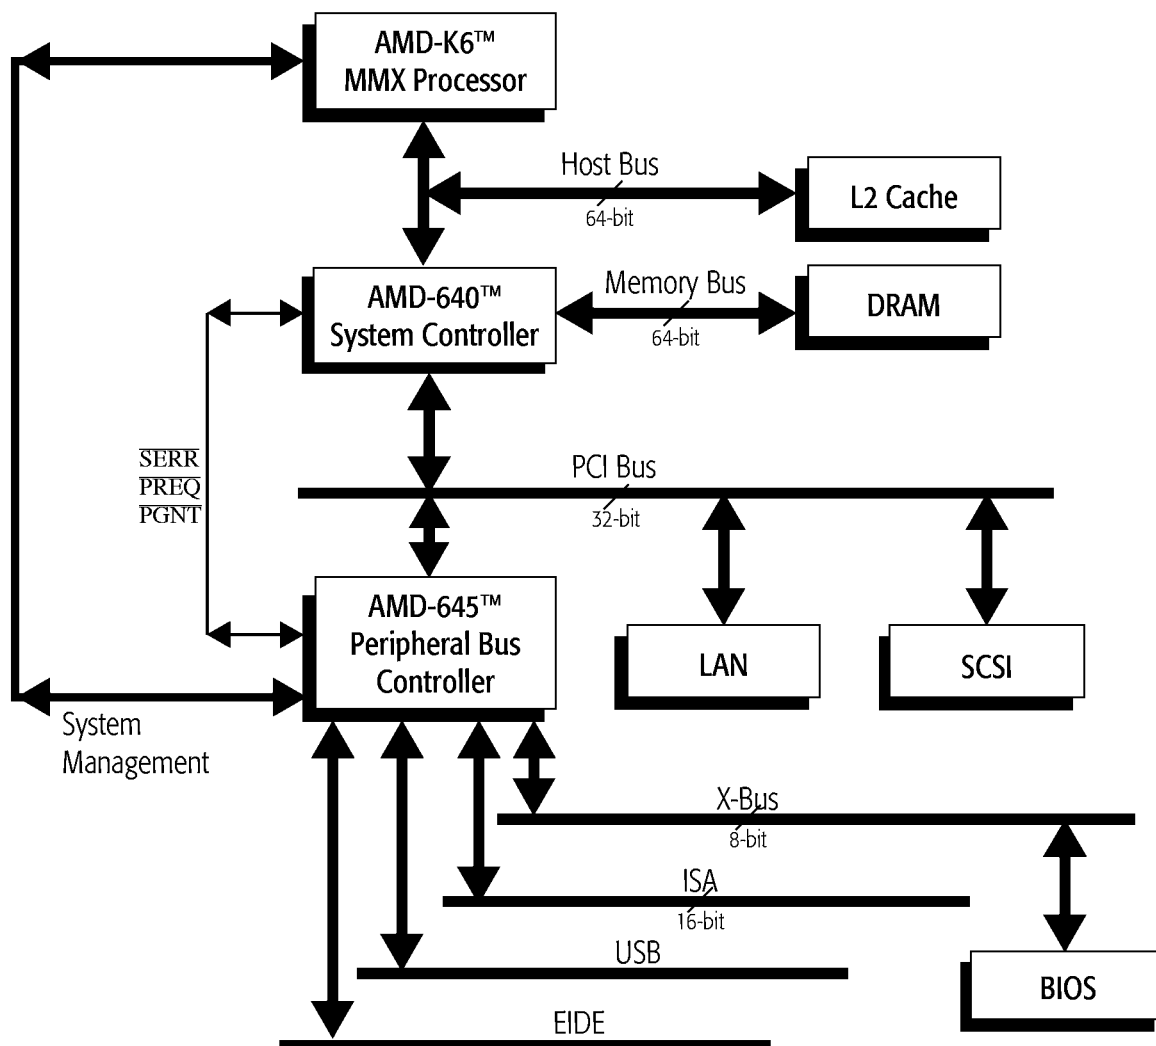 AMD-K6™
MMX Processor
Host Bus
64-bit
L2 Cache
AMD-640™
System Controller
Memory Bus
64-bit
DRAM
SERR
PREQ
PGNT
PCI Bus
32-bit
AMD-645™
Peripheral Bus
Controller
LAN
SCSI
System
Management
X-Bus
8-bit
ISA
16-bit
USB
BIOS
EIDE